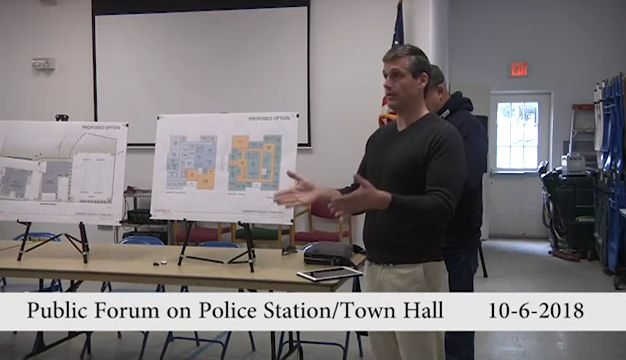 PROPOSED OPTION
PROPOSED OPTION
EXIT
Public Forum on Police Station/Town Hall 10-6-2018